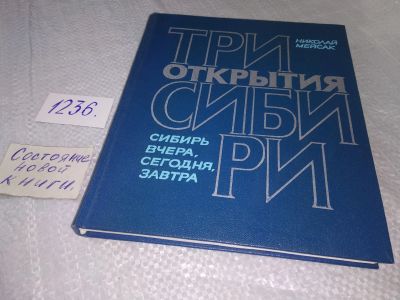 НИКОЛАЙ
МЕЙСАК
ТРИ
ОТКРЫТИЯ
СИБИ
РИ
СИБИРЬ
ВЧЕРА,
СЕГОДНЯ,
ЗАВТРА
1236.
Состояние
новой
книги.